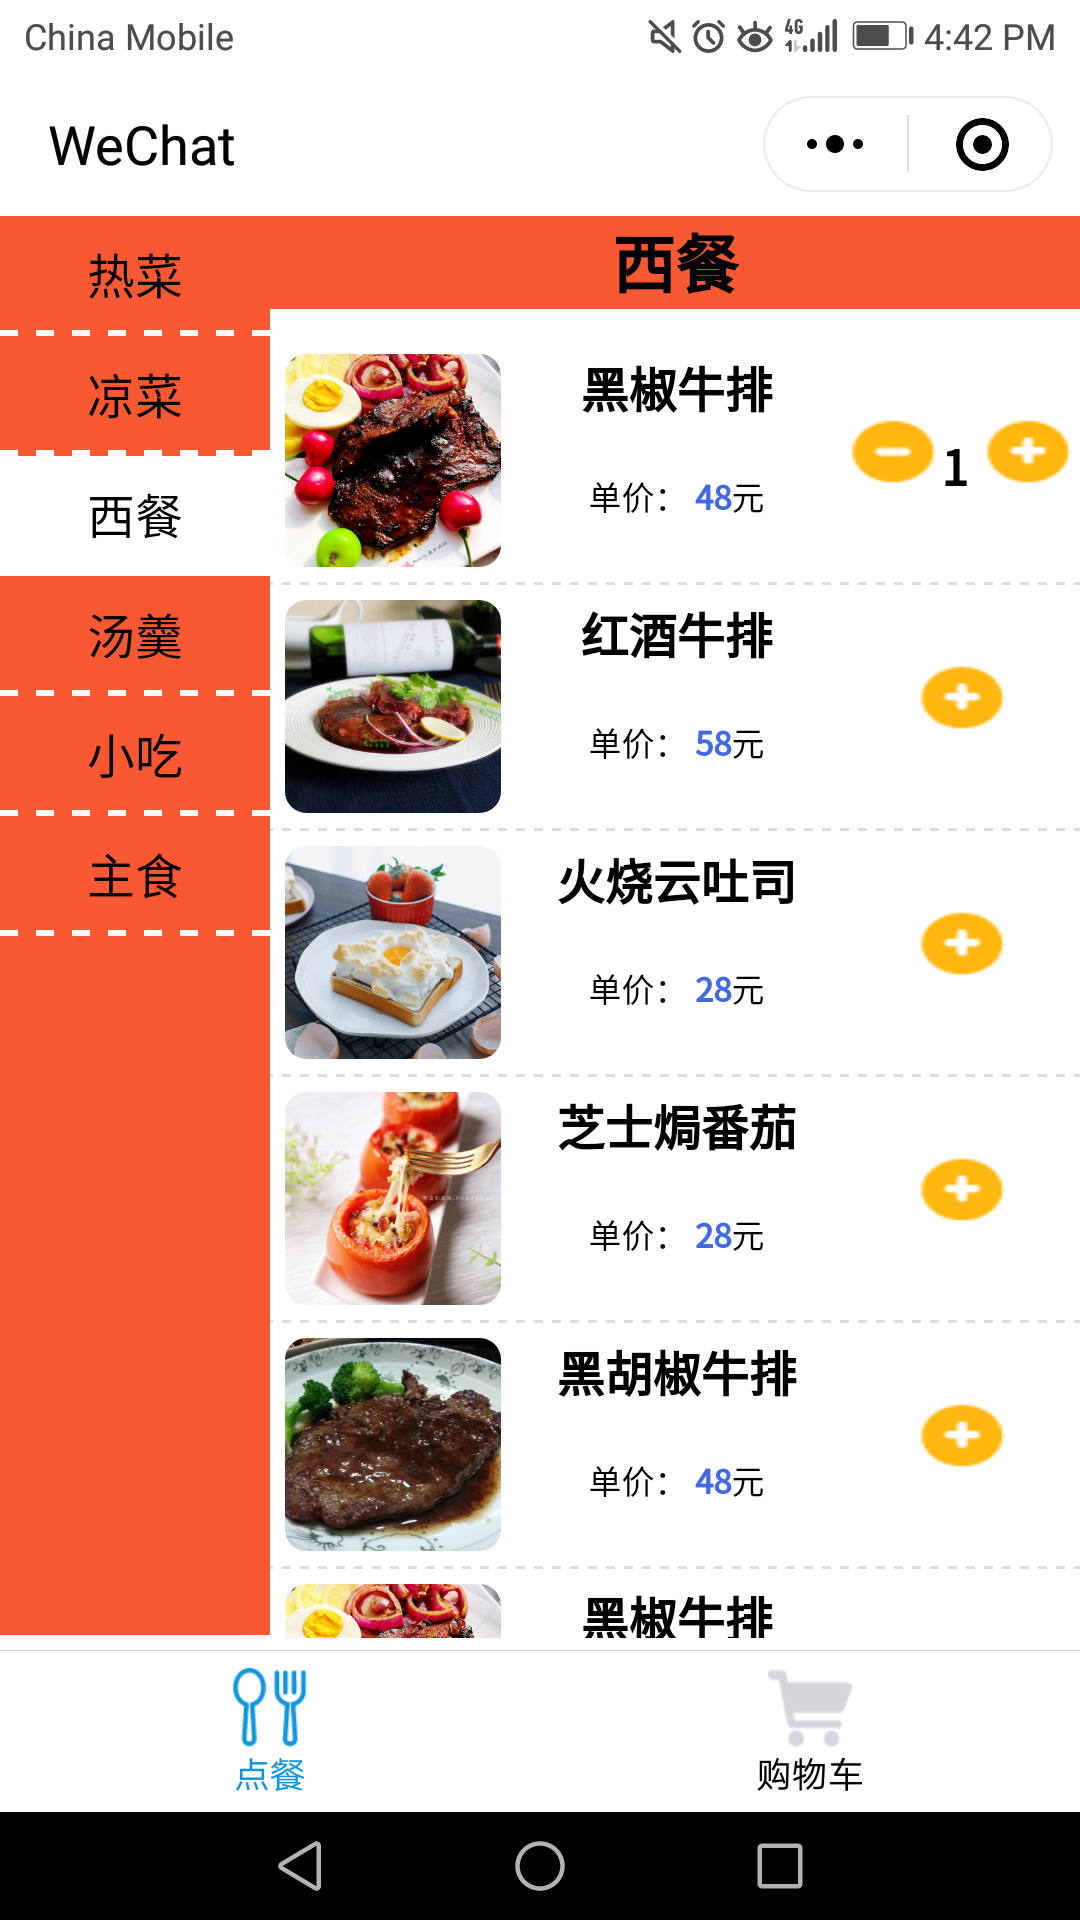 China Mobile
4G
4:42 PM
WeChat
热菜
凉菜
西餐
汤羹
小吃
主食
西餐
黑椒牛排
单价： 48元
1
红酒牛排
单价： 58元
火烧云吐司
单价： 28元
芝士焗番茄
单价： 28元
黑胡椒牛排
单价： 48元
黑椒牛排
点餐
购物车